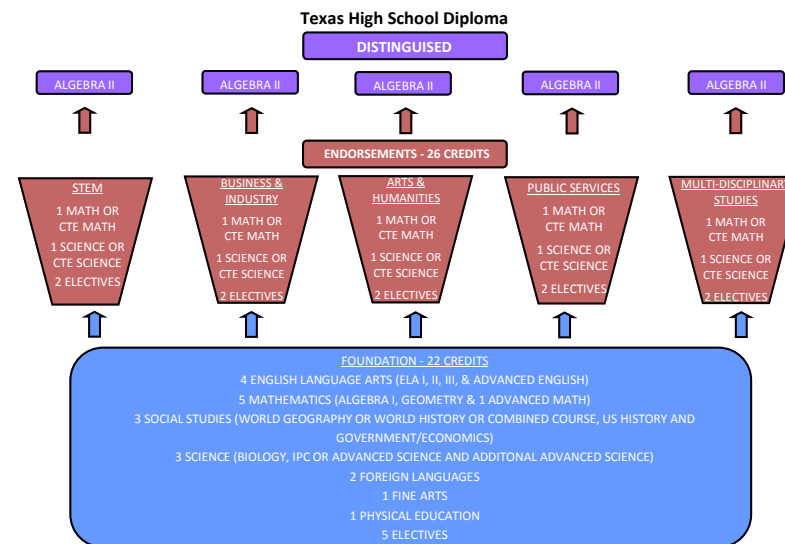 Texas High School Diploma
DISTINGUISED
ALGEBRA II
ALGEBRA II
ALGEBRA II
ALGEBRA II
ALGEBRA II
ENDORSEMENTS - 26 CREDITS
STEM
1 MATH OR
CTE MATH
1 SCIENCE OR
CTE SCIENCE
2 ELECTIVES
BUSINESS &
INDUSTRY
1 MATH OR
CTE MATH
1 SCIENCE OR
CTE SCIENCE
2 ELECTIVES
ARTS &
HUMANITIES
1 MATH OR
CTE MATH
1 SCIENCE OR
CTE SCIENCE
2 ELECTIVES
PUBLIC SERVICES
1 MATH OR
CTE MATH
1 SCIENCE OR
CTE SCIENCE
2 ELECTIVES
MULTI-DISCIPLINARY
STUDIES
1 MATH OR
CTE MATH
1 SCIENCE OR
CTE SCIENCE
2 ELECTIVES
FOUNDATION - 22 CREDITS
4 ENGLISH LANGUAGE ARTS (ELA I, II, III, & ADVANCED ENGLISH)
5 MATHEMATICS (ALGEBRA I, GEOMETRY & 1 ADVANCED MATH)
3 SOCIAL STUDIES (WORLD GEOGRAPHY OR WORLD HISTORY OR COMBINED COURSE, US HISTORY AND
GOVERNMENT/ECONOMICS)
3 SCIENCE (BIOLOGY, IPC OR ADVANCED SCIENCE AND ADDITONAL ADVANCED SCIENCE)
2 FOREIGN LANGUAGES
1 FINE ARTS
1 PHYSICAL EDUCATION
5 ELECTIVES